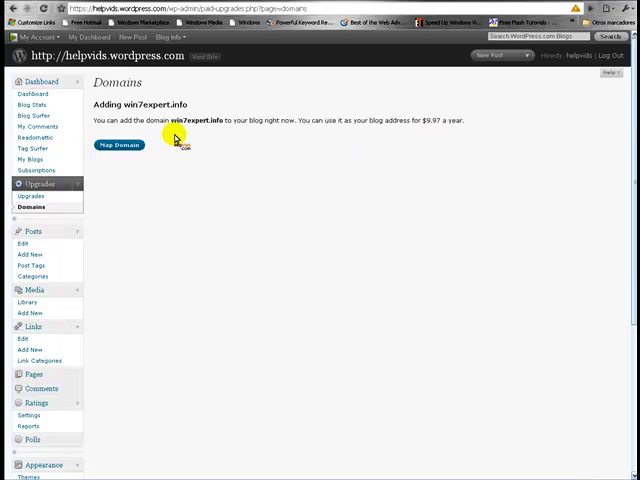 https://helpvids.wordpress.com/wp-admin/paid-upgrades.php?page=domains
Customize Links Free Hotmail Windows Marketplace Windows Media Windows Powerful Keyword Re... Best of the Web Adv... Speed Up Windows Vi... Free Flash Tutorials - ... Otros marcadores
My Account My Dashboard New Post Blog Info Search WordPress.com Blogs Search
http://helpvids.wordpress.com Visit Site New Post Howdy, helpvids | Log Out
Help
Dashboard
Dashboard
Blog Stats
Blog Surfer
My Comments
Readomattic
Tag Surfer
My Blogs
Subscriptions
Upgrades
Upgrades
Domains
Posts
Edit
Add New
Post Tags
Categories
Media
Library
Add New
Links
Edit
Add New
Link Categories
Pages
Comments
Ratings
Settings
Reports
Polls
Appearance
Themes
Domains
Adding win7expert.info
You can add the domain win7expert.info to your blog right now. You can use it as your blog address for $9.97 a year.
Map Domain